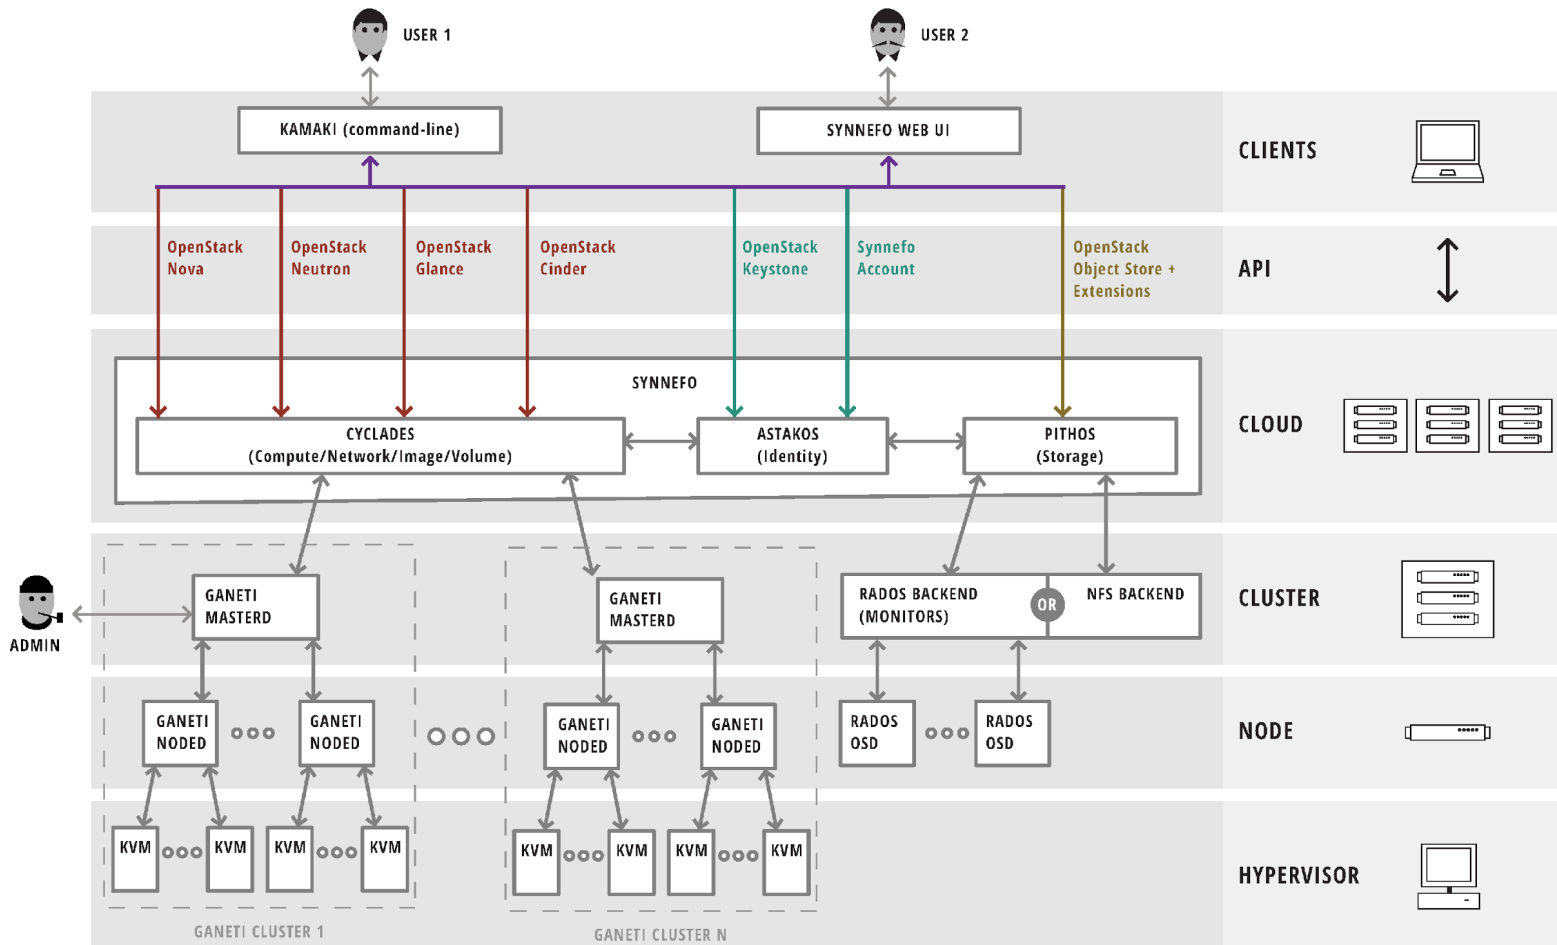 USER 1
USER 2
KAMAKI (command-line)
SYNNEFO WEB UI
CLIENTS
OpenStack
Nova
OpenStack
Neutron
OpenStack
Glance
OpenStack
Cinder
OpenStack
Keystone
Synnefo
Account
OpenStack
Object Store +
Extensions
API
SYNNEFO
CYCLADES
(Compute/Network/Image/Volume)
ASTAKOS
(Identity)
PITHOS
(Storage)
CLOUD
ADMIN
GANETI
MASTERD
GANETI
MASTERD
RADOS BACKEND
(MONITORS)
OR
NFS BACKEND
CLUSTER
GANETI
NODED
GANETI
NODED
GANETI
NODED
GANETI
NODED
RADOS
OSD
RADOS
OSD
NODE
KVM
KVM
KVM
KVM
KVM
KVM
KVM
KVM
HYPERVISOR
GANETI CLUSTER 1
GANETI CLUSTER N